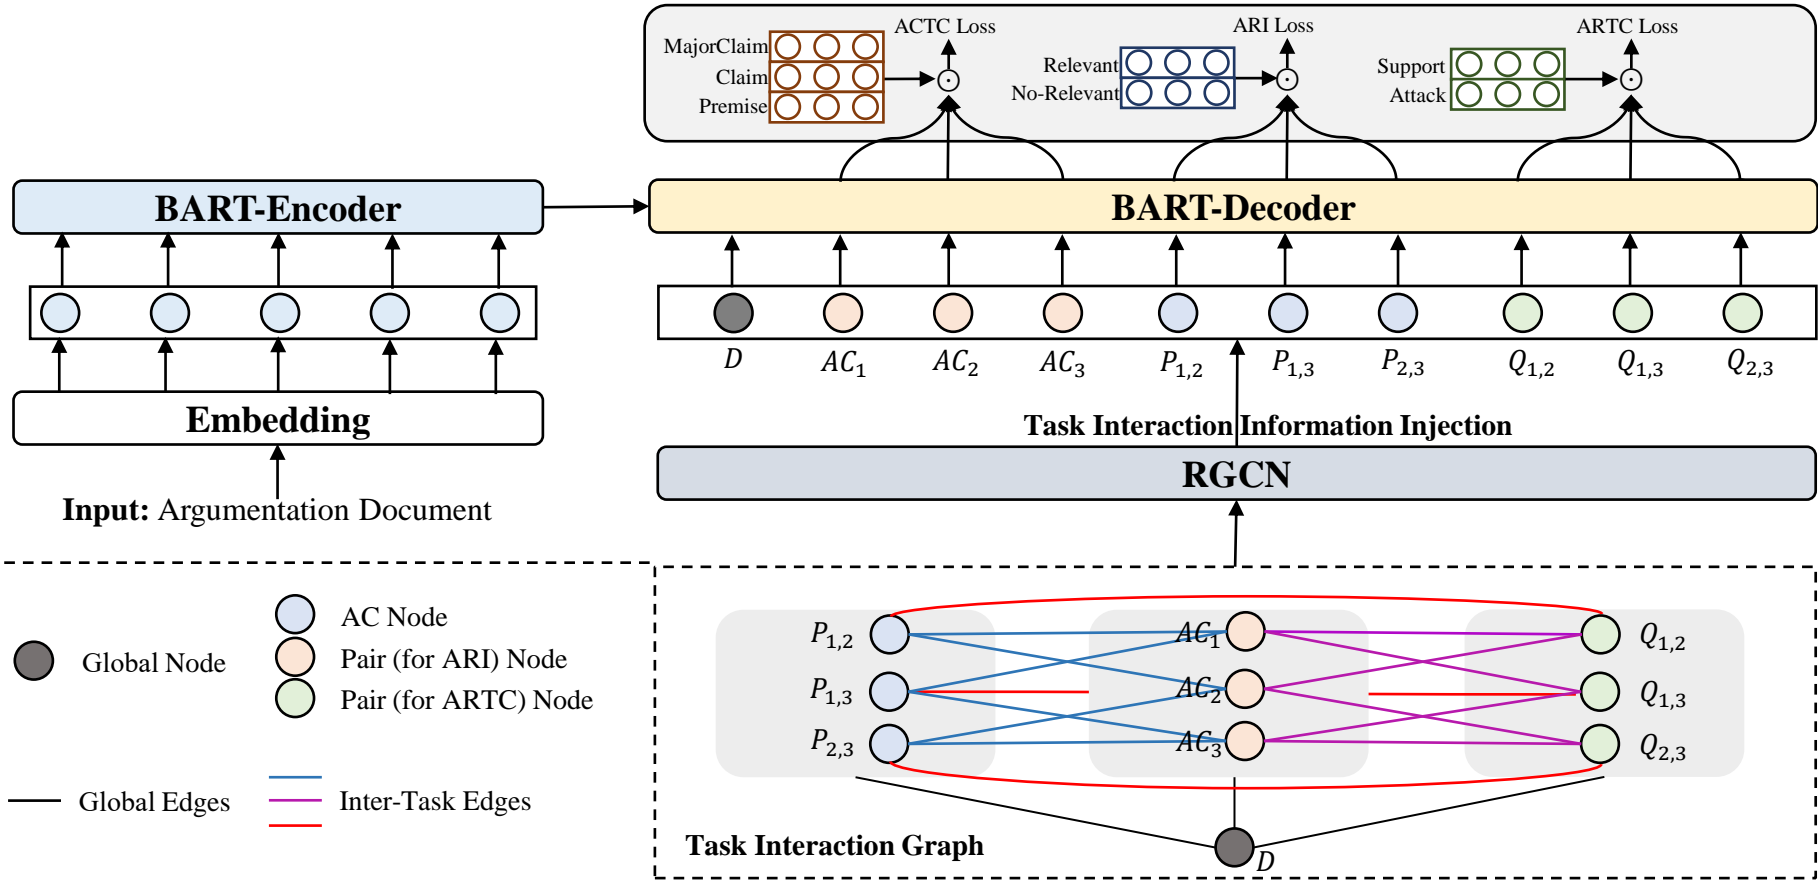 MajorClaim
Claim
Premise
ACTC Loss
Relevant
No-Relevant
ARI Loss
Support
Attack
ARTC Loss
BART-Encoder
BART-Decoder
D AC₁ AC₂ AC₃ P₁,₂ P₁,₃ P₂,₃ Q₁,₂ Q₁,₃ Q₂,₃
Embedding
Task Interaction Information Injection
RGCN
Input: Argumentation Document
Global Node
AC Node
Pair (for ARI) Node
Pair (for ARTC) Node
Global Edges
Inter-Task Edges
P₁,₂ AC₁ Q₁,₂
P₁,₃ AC₂ Q₁,₃
P₂,₃ AC₃ Q₂,₃
Task Interaction Graph
D